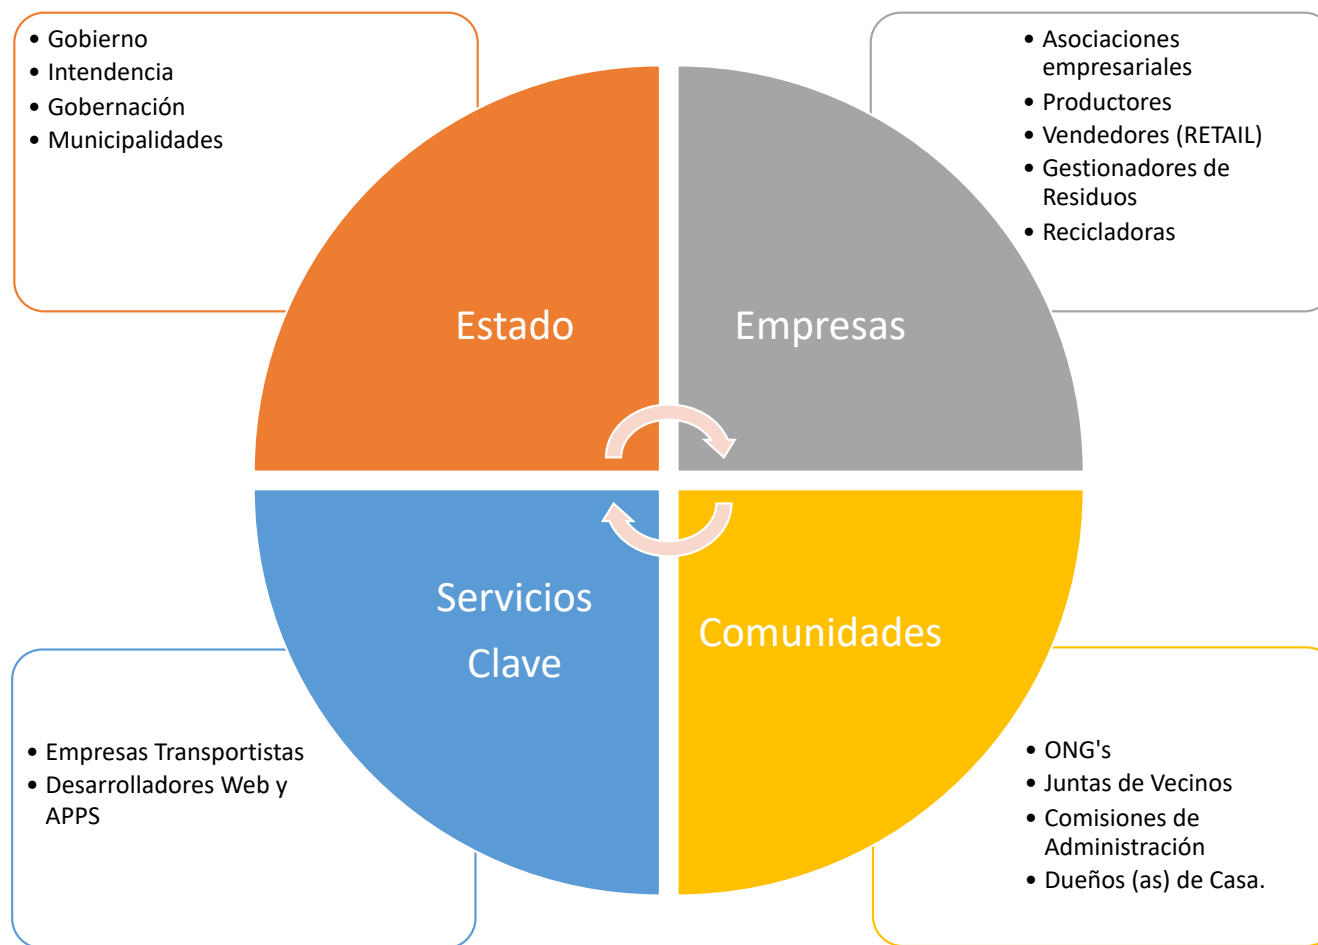 • Gobierno
• Intendencia
• Gobernación
• Municipalidades
• Asociaciones
empresariales
• Productores
• Vendedores (RETAIL)
• Gestionadores de
Residuos
• Recicladoras
Estado
Empresas
Servicios
Clave
Comunidades
• Empresas Transportistas
• Desarrolladores Web y
APPS
• ONG's
• Juntas de Vecinos
• Comisiones de
Administración
• Dueños (as) de Casa.